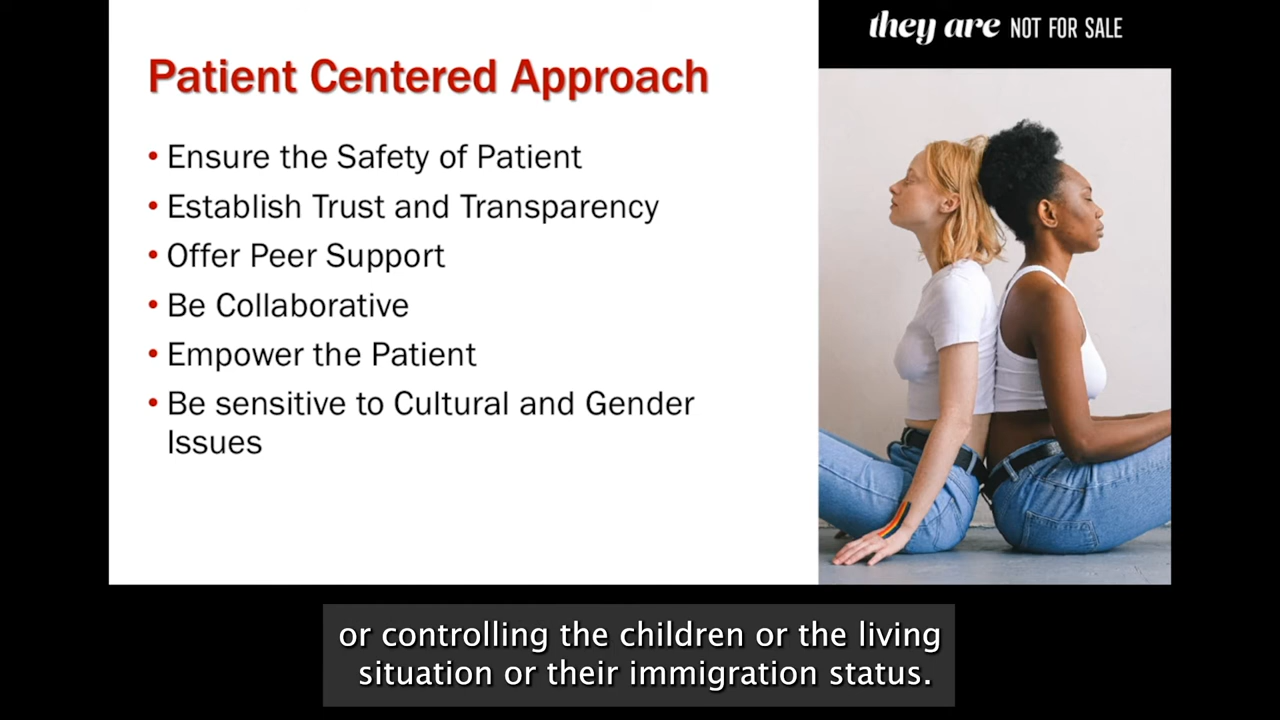 they are NOT FOR SALE
Patient Centered Approach
• Ensure the Safety of Patient
• Establish Trust and Transparency
• Offer Peer Support
• Be Collaborative
• Empower the Patient
• Be sensitive to Cultural and Gender
Issues
or controlling the children or the living
situation or their immigration status.